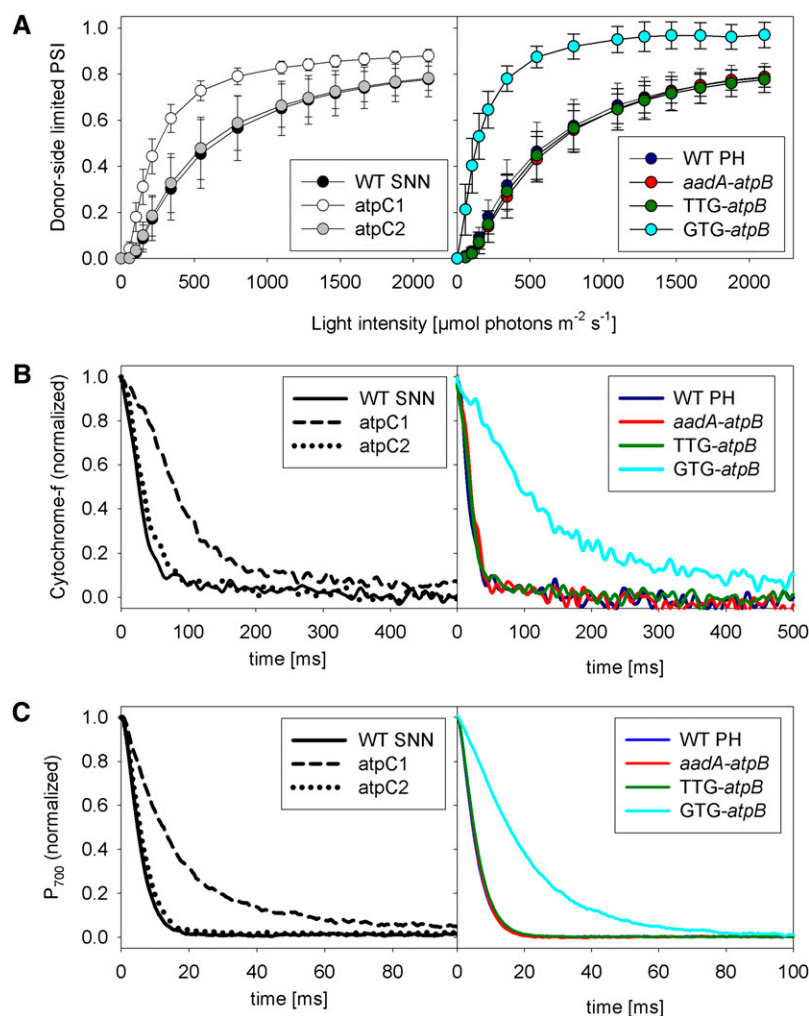 A
Donor-side limited PSI
1.0
0.8
0.6
0.4
0.2
0.0
WT SNN
atpC1
atpC2
WT PH
aadA-atpB
TTG-atpB
GTG-atpB
0 500 1000 1500 2000 0 500 1000 1500 2000
Light intensity [µmol photons m⁻² s⁻¹]
B
Cytochrome-f (normalized)
1.0
0.8
0.6
0.4
0.2
0.0
WT SNN
atpC1
atpC2
WT PH
aadA-atpB
TTG-atpB
GTG-atpB
0 100 200 300 400 0 100 200 300 400 500
time [ms] time [ms]
C
P₇₀₀ (normalized)
1.0
0.8
0.6
0.4
0.2
0.0
WT SNN
atpC1
atpC2
WT PH
aadA-atpB
TTG-atpB
GTG-atpB
0 20 40 60 80 0 20 40 60 80 100
time [ms] time [ms]